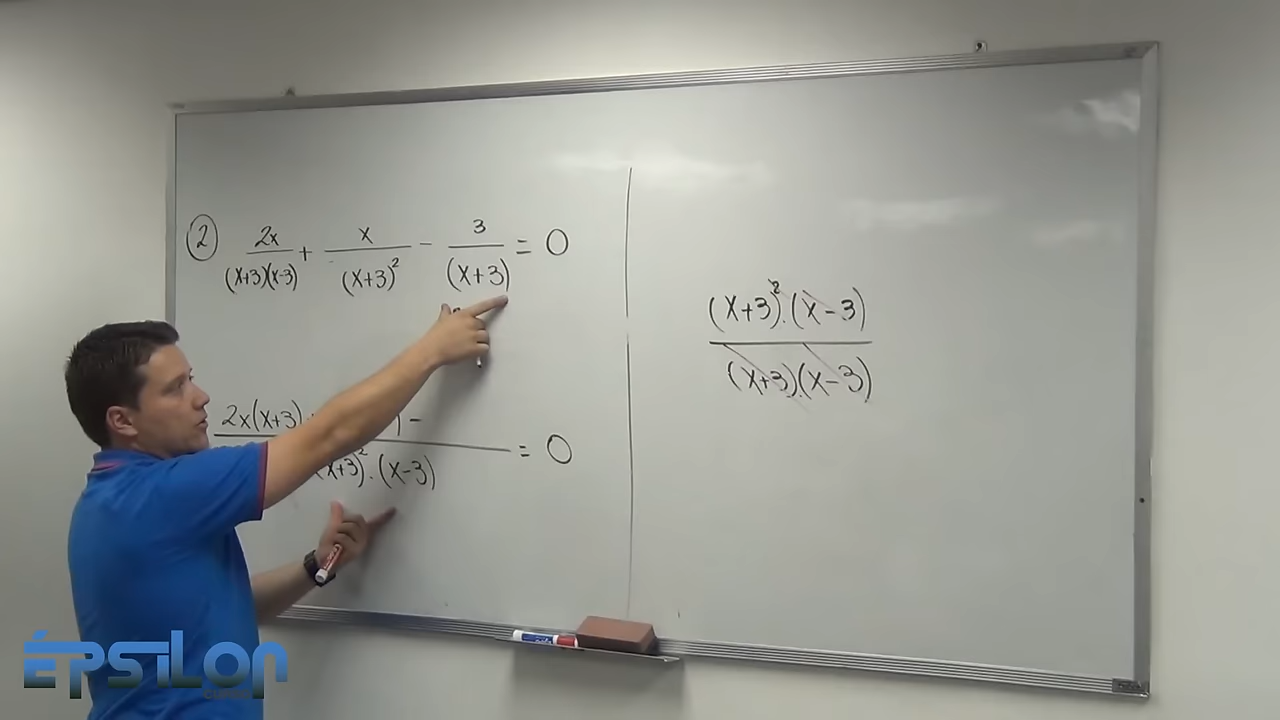 ② 2x/(x+3)(x-3) + x/(x+3)² - 3/(x+3) = 0
(x+3)².(x-3)
(x+3)(x-3)
2x(x+3) ) -
= 0
(x+3)².(x-3)
ÉPSILON